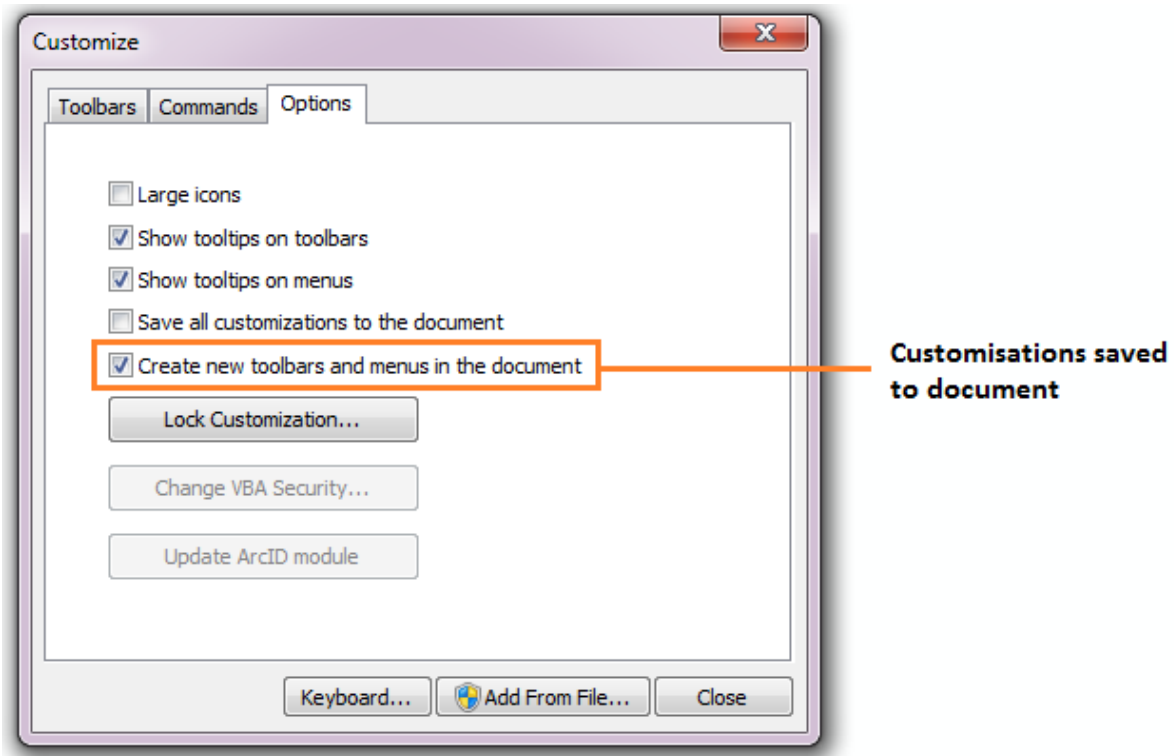 Customize
Toolbars Commands Options
Large icons
Show tooltips on toolbars
Show tooltips on menus
Save all customizations to the document
Create new toolbars and menus in the document
Customisations saved
to document
Lock Customization...
Change VBA Security...
Update ArcID module
Keyboard... Add From File... Close